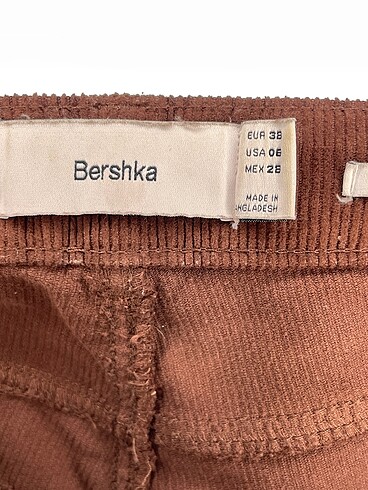 Bershka
EUR 38
USA 06
MEX 28
MADE IN
BANGLADESH